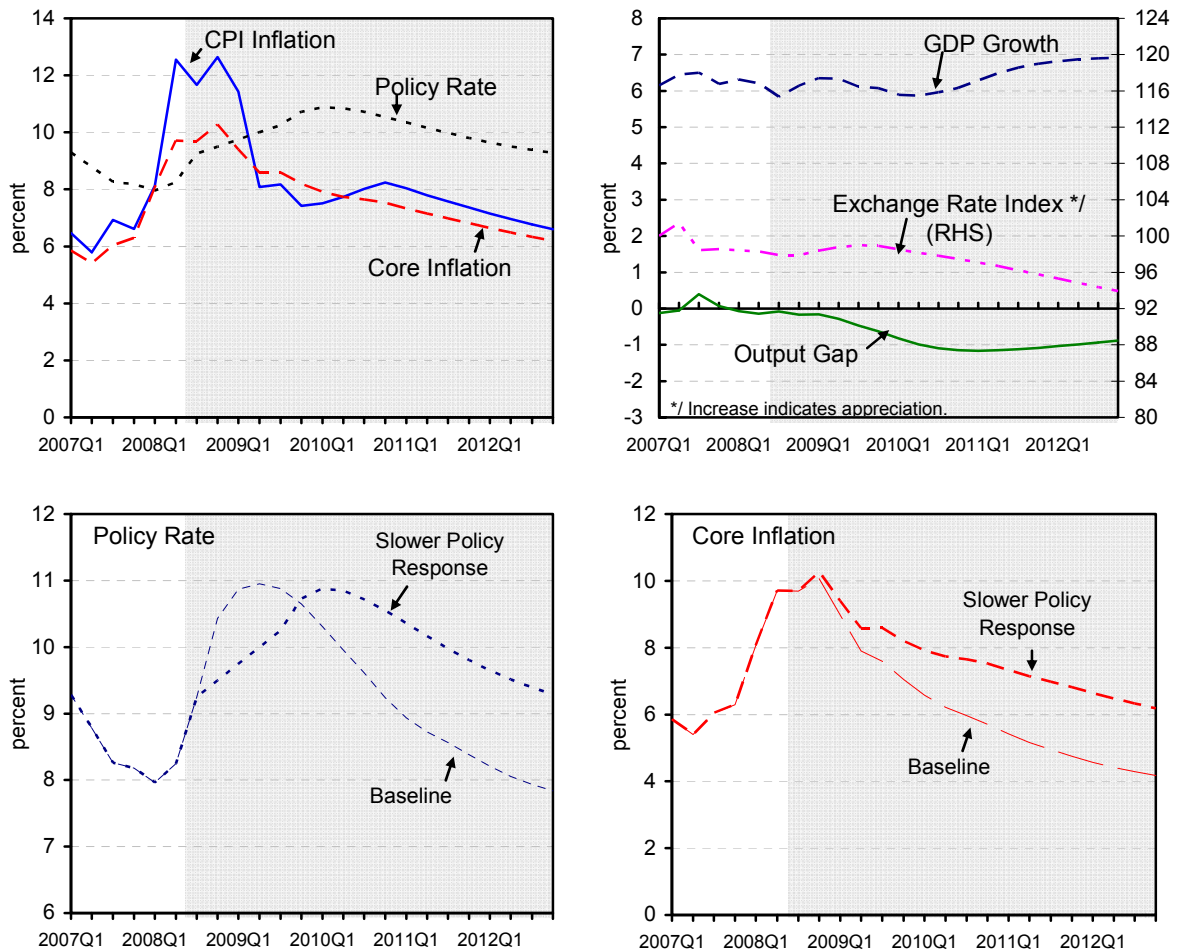 14
12
10
8
6
4
2
0
percent
CPI Inflation
Policy Rate
Core Inflation
2007Q1 2008Q1 2009Q1 2010Q1 2011Q1 2012Q1
8
7
6
5
4
3
2
1
0
-1
-2
-3
percent
GDP Growth
Exchange Rate Index */
(RHS)
Output Gap
*/ Increase indicates appreciation.
124
120
116
112
108
104
100
96
92
88
84
80
2007Q1 2008Q1 2009Q1 2010Q1 2011Q1 2012Q1
12
11
10
9
8
7
6
percent
Policy Rate
Slower Policy
Response
Baseline
2007Q1 2008Q1 2009Q1 2010Q1 2011Q1 2012Q1
12
10
8
6
4
2
0
percent
Core Inflation
Slower Policy
Response
Baseline
2007Q1 2008Q1 2009Q1 2010Q1 2011Q1 2012Q1